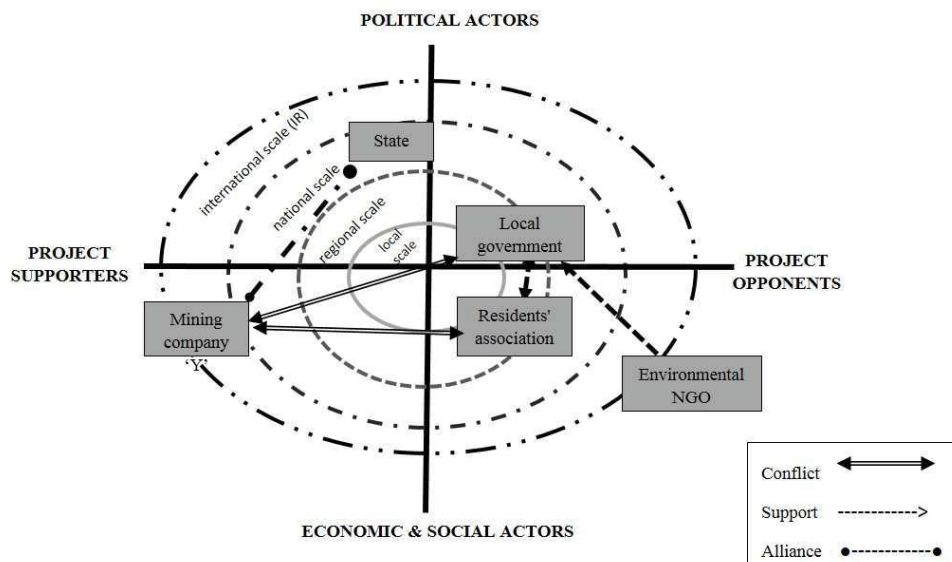 POLITICAL ACTORS
international scale (IR)
State
national scale
regional scale
local
scale
Local
government
PROJECT
SUPPORTERS
PROJECT
OPPONENTS
Mining
company
‘Y’
Residents'
association
Environmental
NGO
ECONOMIC & SOCIAL ACTORS
Conflict
Support
Alliance